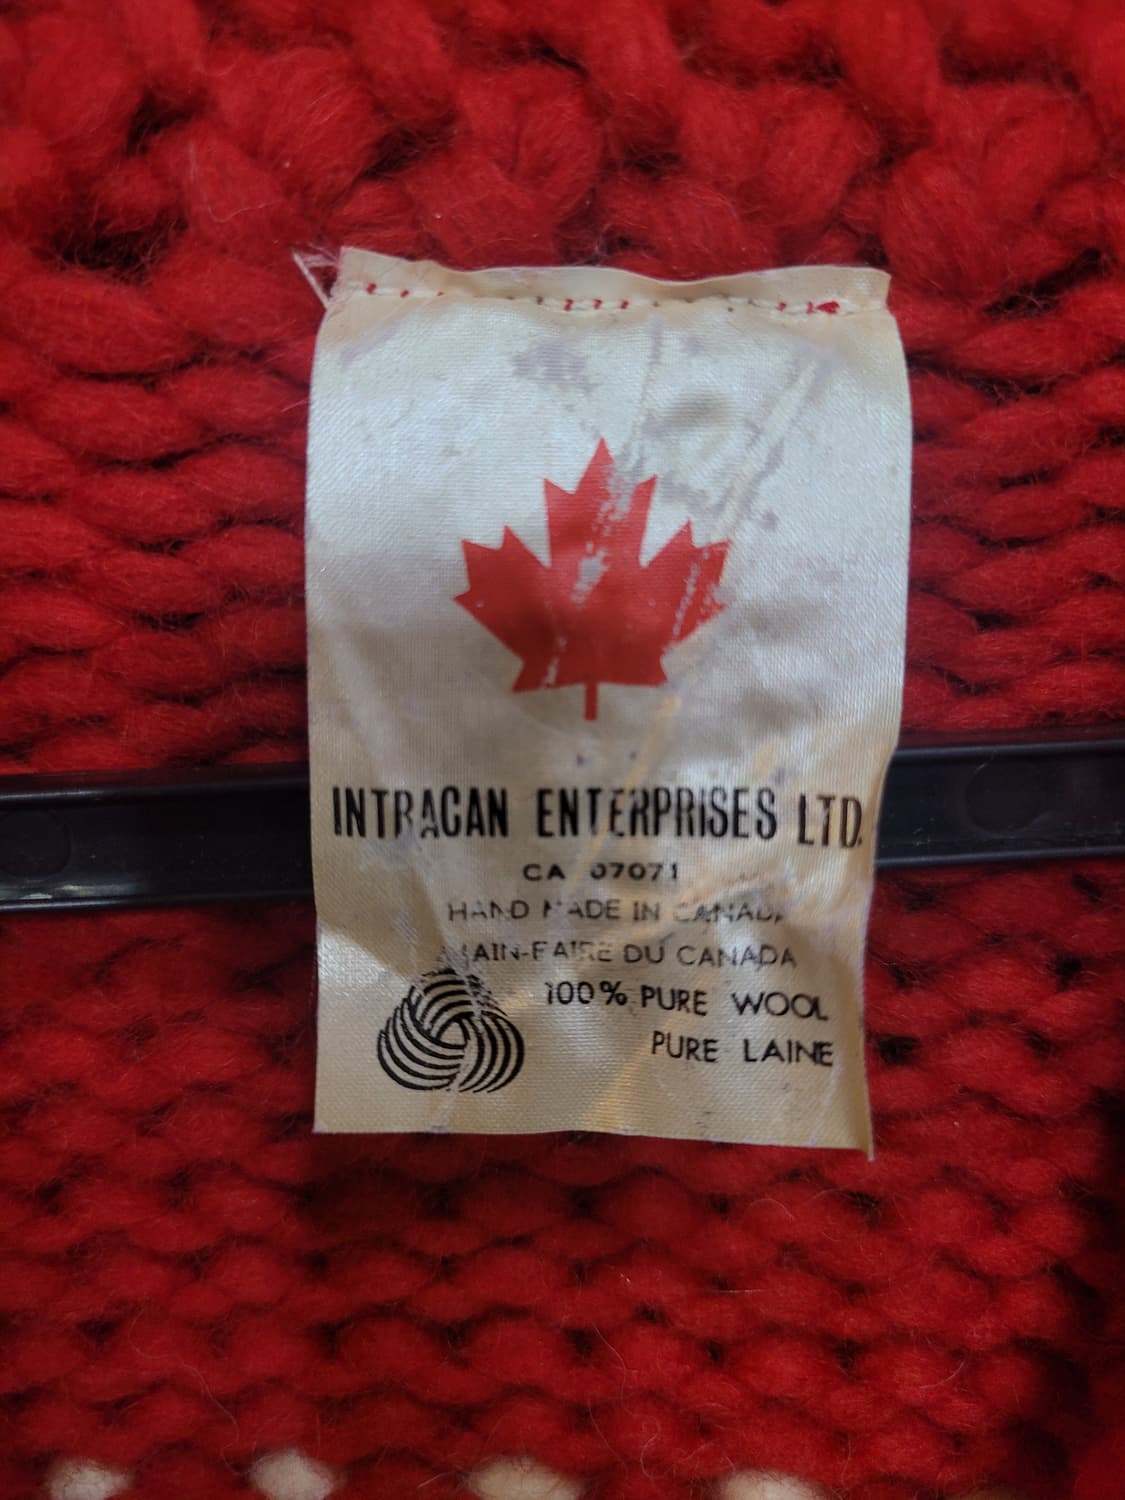 INTRACAN ENTERPRISES LTD.
CA 07071
HAND MADE IN CANADA
MAIN-FAIRE DU CANADA
100% PURE WOOL
PURE LAINE